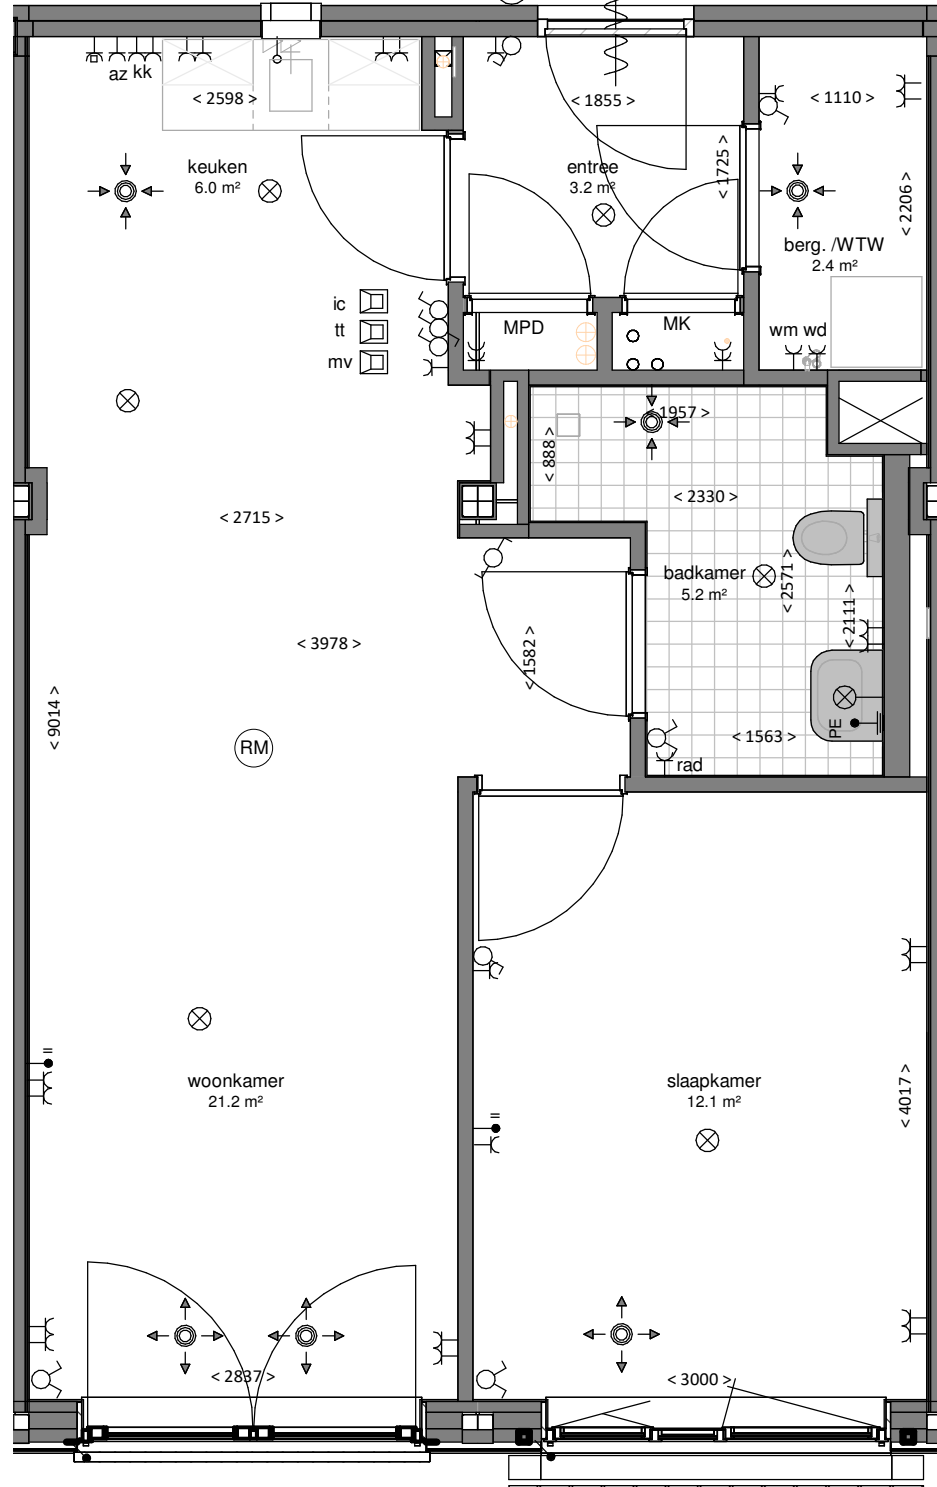 az kk
< 2598 >
< 1855 >
< 1110 >
keuken
6.0 m²
entree
3.2 m²
< 1725 >
< 2206 >
berg. /WTW
2.4 m²
ic
tt
mv
MPD
MK
wm wd
< 1957 >
< 888 >
< 2330 >
< 2715 >
badkamer
5.2 m²
< 2571 >
< 2111 >
< 3978 >
< 1582 >
< 9014 >
RM
PE
< 1563 >
rad
woonkamer
21.2 m²
slaapkamer
12.1 m²
< 4017 >
< 2837 >
< 3000 >